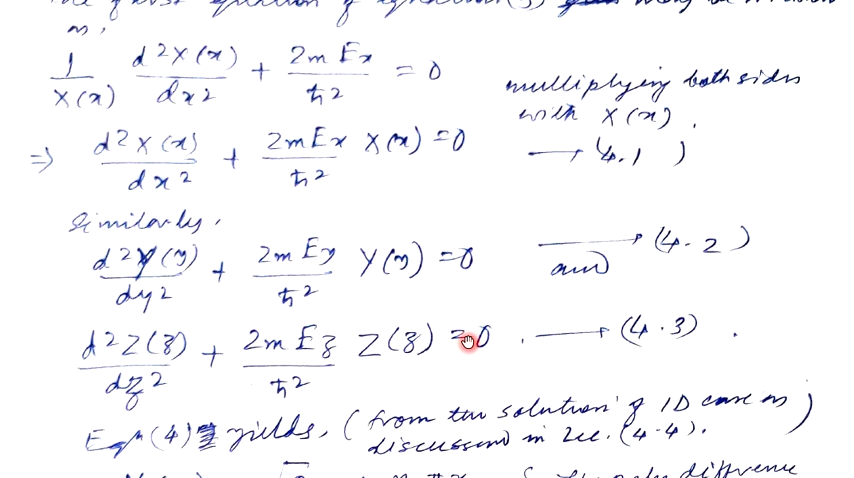 as,
1/X(x) d²X(x)/dx² + 2mEx/ħ² = 0
multiplying both sides with X(x).
⇒ d²X(x)/dx² + 2mEx/ħ² X(x) = 0 → 4.1)
Similarly,
d²Y(y)/dy² + 2mEy/ħ² Y(y) = 0 → (4.2)
and
d²Z(z)/dz² + 2mEz/ħ² Z(z) = 0. → (4.3).
Eqn (4) yields, (from the solution of 1D case as discussed in Lec. (4.4).)